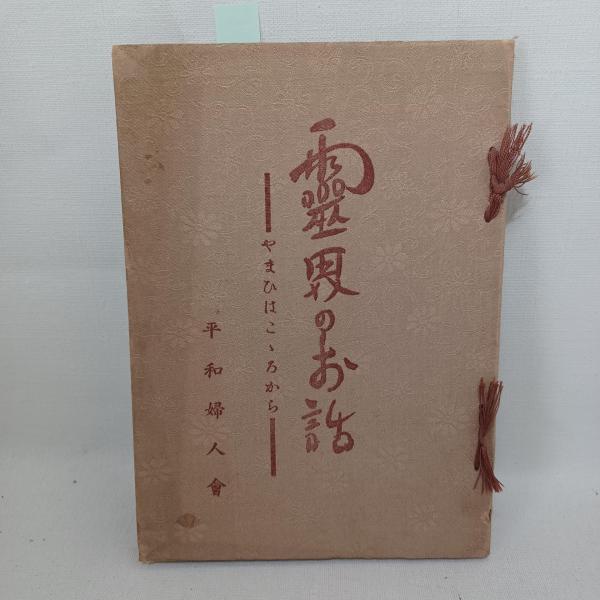 靈界のお話
やまひはこゝろから
平和婦人會